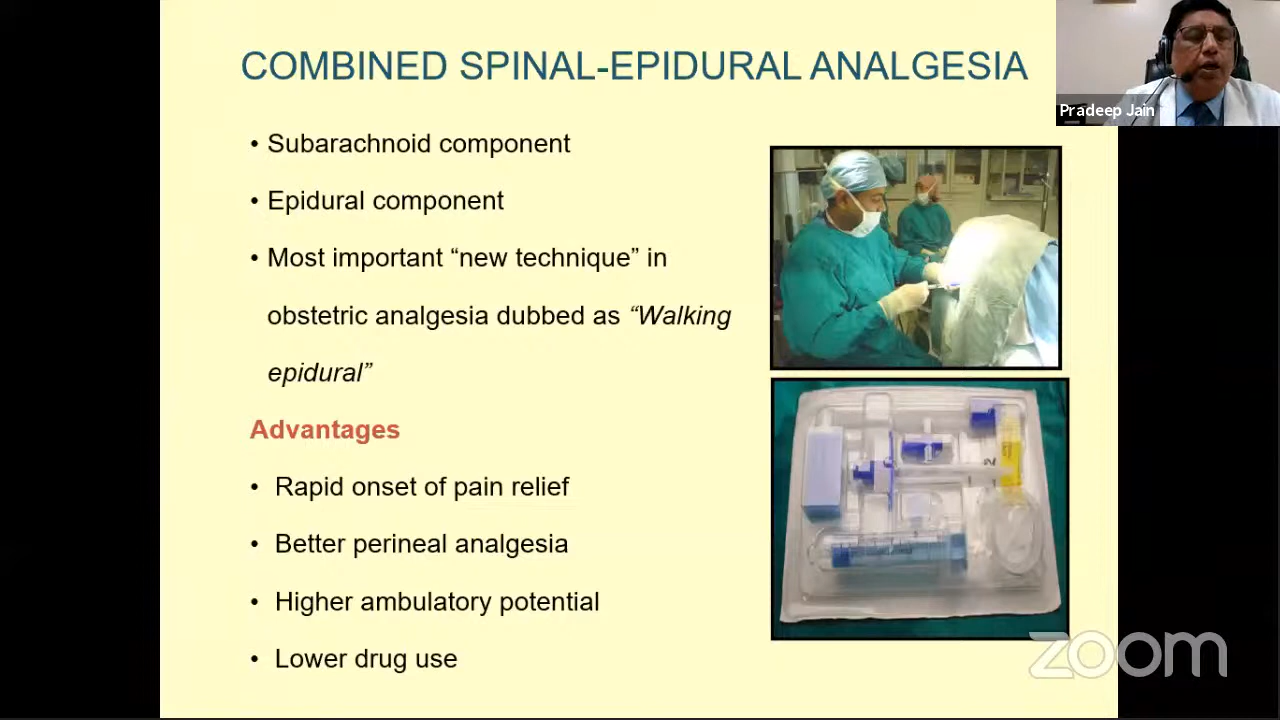 COMBINED SPINAL-EPIDURAL ANALGESIA
Pradeep Jain
• Subarachnoid component
• Epidural component
• Most important “new technique” in
obstetric analgesia dubbed as “Walking
epidural”
Advantages
• Rapid onset of pain relief
• Better perineal analgesia
• Higher ambulatory potential
• Lower drug use
zoom